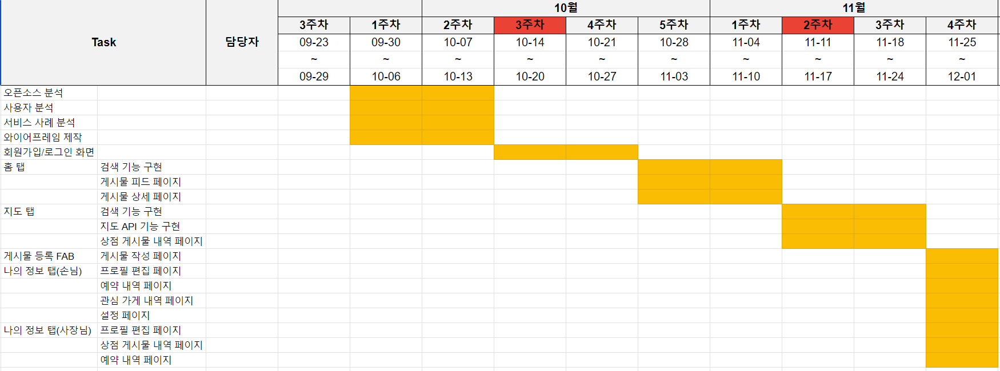 10월 11월
Task 담당자 3주차 1주차 2주차 3주차 4주차 5주차 1주차 2주차 3주차 4주차
09-23 09-30 10-07 10-14 10-21 10-28 11-04 11-11 11-18 11-25
~ ~ ~ ~ ~ ~ ~ ~ ~ ~
09-29 10-06 10-13 10-20 10-27 11-03 11-10 11-17 11-24 12-01
오픈소스 분석
사용자 분석
서비스 사례 분석
와이어프레임 제작
회원가입/로그인 화면
홈 탭 검색 기능 구현
게시물 피드 페이지
게시물 상세 페이지
지도 탭 검색 기능 구현
지도 API 기능 구현
상점 게시물 내역 페이지
게시물 등록 FAB 게시물 작성 페이지
나의 정보 탭(손님) 프로필 편집 페이지
예약 내역 페이지
관심 가게 내역 페이지
설정 페이지
나의 정보 탭(사장님) 프로필 편집 페이지
상점 게시물 내역 페이지
예약 내역 페이지